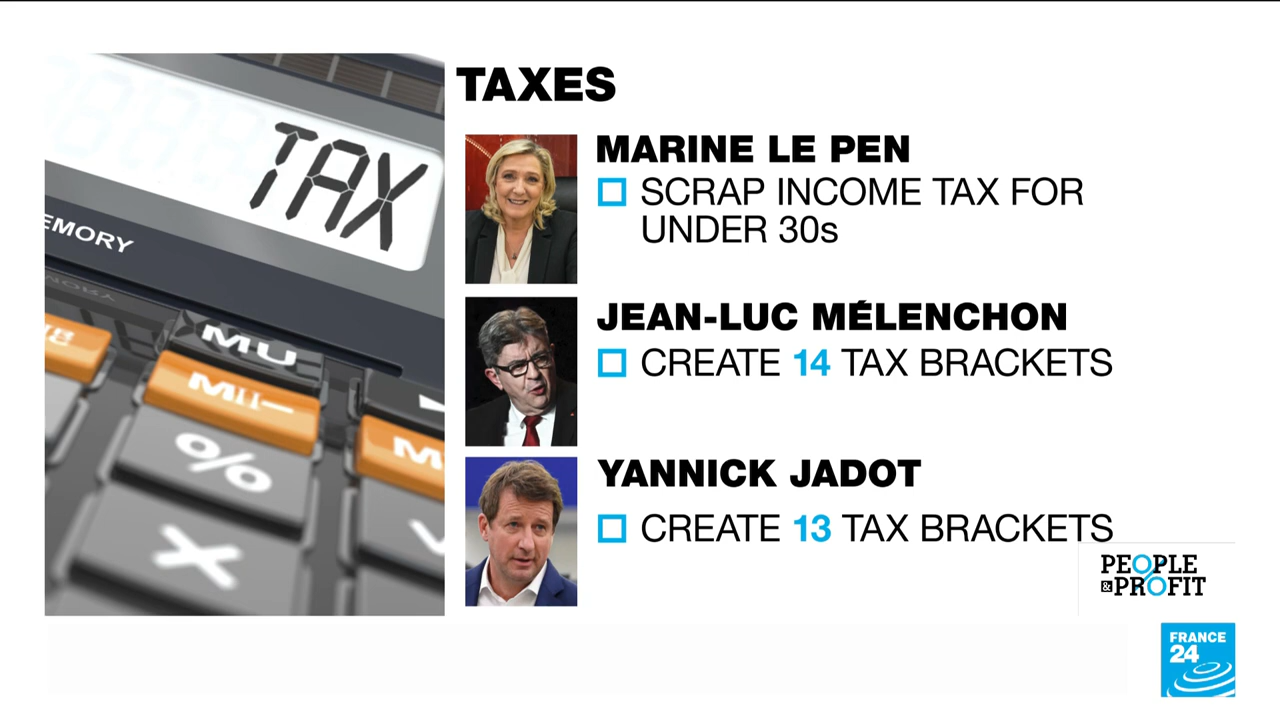 TAX
EMORY
MU
MU−
%
×
M
TAXES
MARINE LE PEN
SCRAP INCOME TAX FOR
UNDER 30s
JEAN-LUC MÉLENCHON
CREATE 14 TAX BRACKETS
YANNICK JADOT
CREATE 13 TAX BRACKETS
PEOPLE
&PROFIT
FRANCE
24